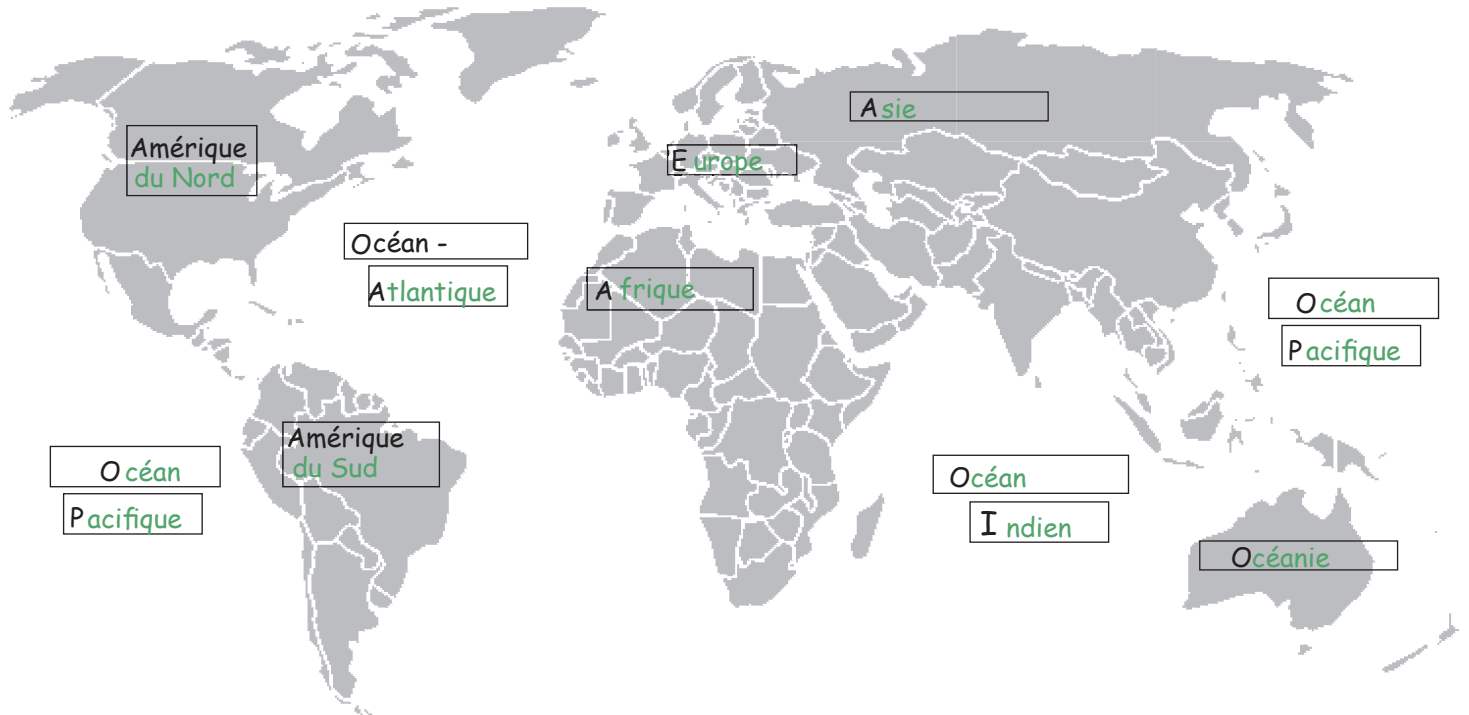 Asie
Amérique
du Nord
Europe
Océan -
Atlantique
Afrique
Océan
Pacifique
Amérique
du Sud
Océan
Pacifique
Océan
Indien
Océanie